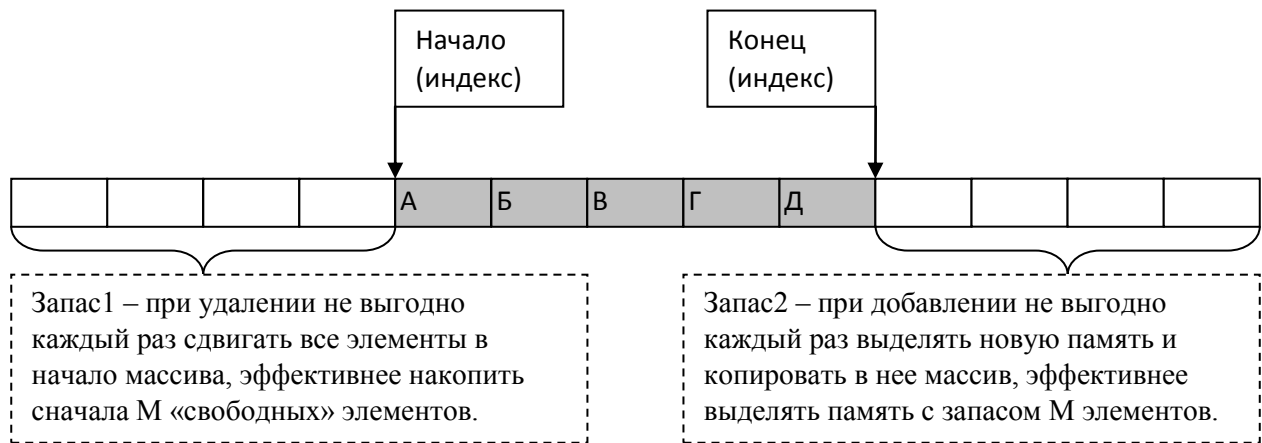 Начало
(индекс)
Конец
(индекс)
А Б В Г Д
Запас1 – при удалении не выгодно
каждый раз сдвигать все элементы в
начало массива, эффективнее накопить
сначала М «свободных» элементов.
Запас2 – при добавлении не выгодно
каждый раз выделять новую память и
копировать в нее массив, эффективнее
выделять память с запасом М элементов.